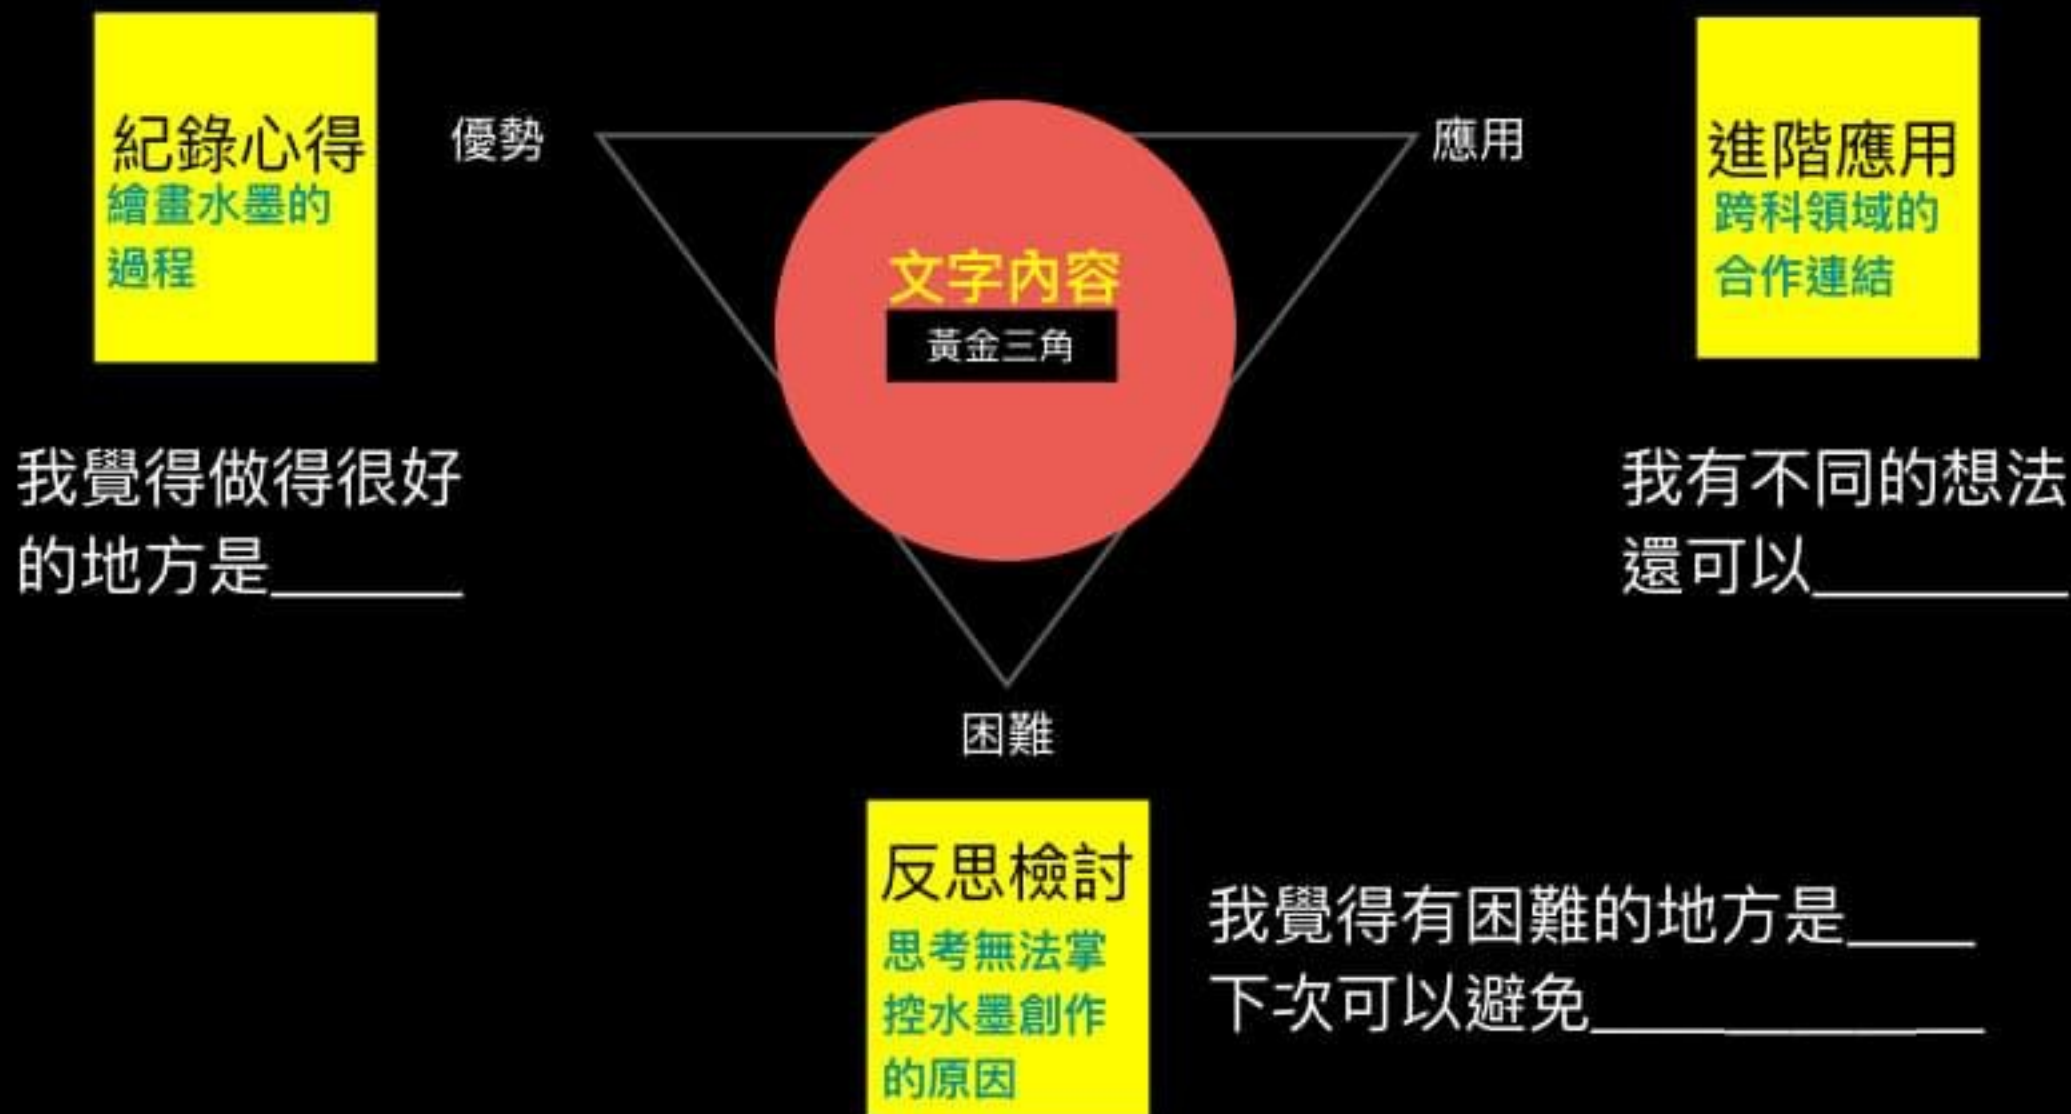 紀錄心得
繪畫水墨的
過程
優勢
文字內容
黃金三角
應用
進階應用
跨科領域的
合作連結
我覺得做得很好
的地方是______
我有不同的想法
還可以________
困難
反思檢討
思考無法掌
控水墨創作
的原因
我覺得有困難的地方是____
下次可以避免____________